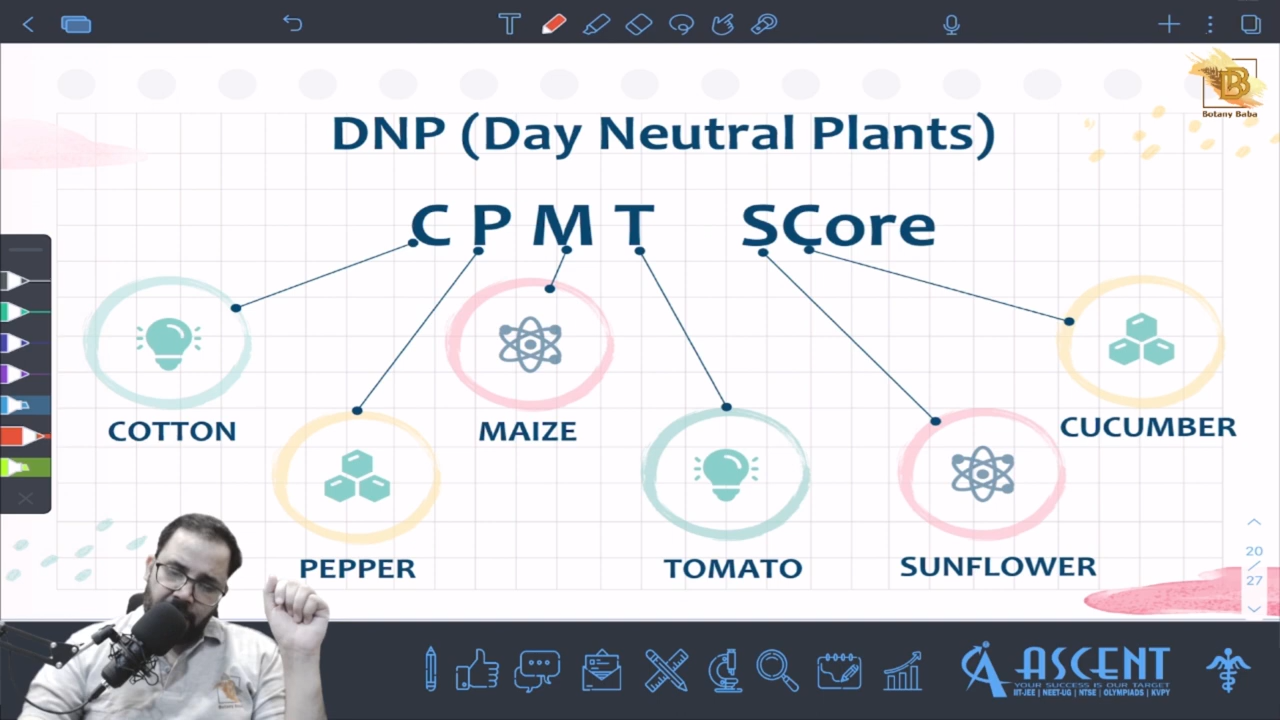 T
Botany Baba
DNP (Day Neutral Plants)
C P M T SCore
COTTON
MAIZE
CUCUMBER
PEPPER
TOMATO
SUNFLOWER
20
/
27
ASCENT
YOUR SUCCESS IS OUR TARGET
IIT-JEE | NEET-UG | NTSE | OLYMPIADS | KVPY